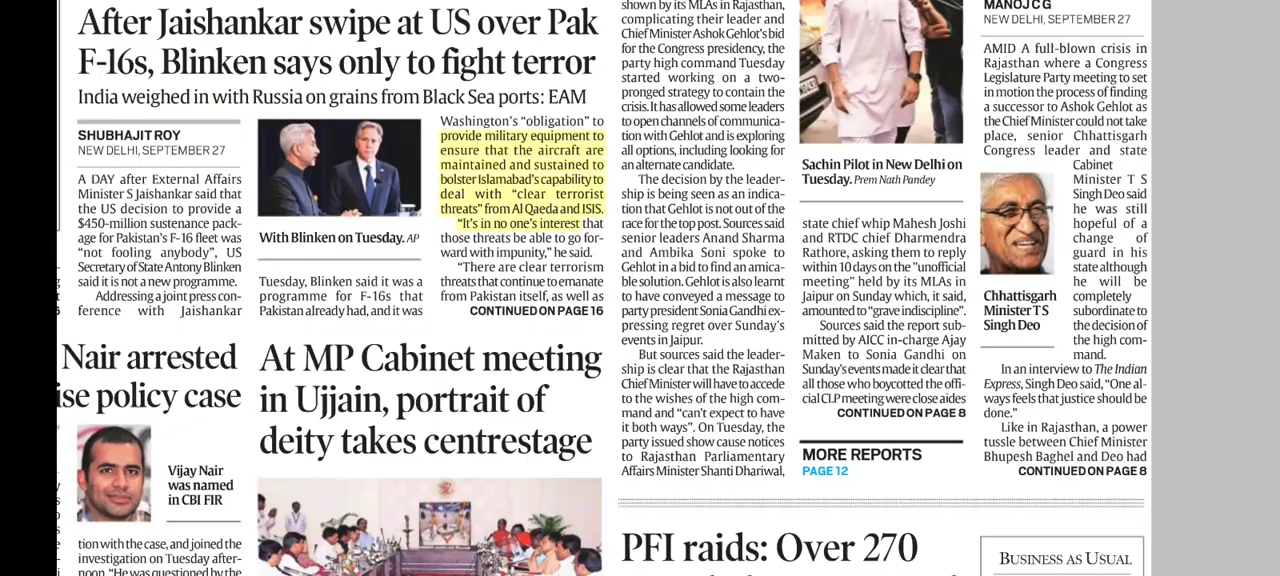 After Jaishankar swipe at US over Pak
F-16s, Blinken says only to fight terror
India weighed in with Russia on grains from Black Sea ports: EAM
SHUBHAJIT ROY
NEW DELHI, SEPTEMBER 27
A DAY after External Affairs
Minister S Jaishankar said that
the US decision to provide a
$450-million sustenance pack-
age for Pakistan's F-16 fleet was
"not fooling anybody", US
Secretary of State Antony Blinken
said it is not a new programme.
Addressing a joint press con-
ference with Jaishankar
With Blinken on Tuesday. AP
Tuesday, Blinken said it was a
programme for F-16s that
Pakistan already had, and it was
Washington's "obligation" to
provide military equipment to
ensure that the aircraft are
maintained and sustained to
bolster Islamabad's capability to
deal with "clear terrorist
threats" from Al Qaeda and ISIS.
"It's in no one's interest that
those threats be able to go for-
ward with impunity," he said.
"There are clear terrorism
threats that continue to emanate
from Pakistan itself, as well as
CONTINUED ON PAGE 16
Nair arrested
ise policy case
Vijay Nair
was named
in CBI FIR
tion with the case, and joined the
investigation on Tuesday after-
noon. "He was questioned by the
At MP Cabinet meeting
in Ujjain, portrait of
deity takes centrestage
shown by its MLAs in Rajasthan,
complicating their leader and
Chief Minister Ashok Gehlot's bid
for the Congress presidency, the
party high command Tuesday
started working on a two-
pronged strategy to contain the
crisis. It has allowed some leaders
to open channels of communica-
tion with Gehlot and is exploring
all options, including looking for
an alternate candidate.
The decision by the leader-
ship is being seen as an indica-
tion that Gehlot is not out of the
race for the top post. Sources said
senior leaders Anand Sharma
and Ambika Soni spoke to
Gehlot in a bid to find an amica-
ble solution. Gehlot is also learnt
to have conveyed a message to
party president Sonia Gandhi ex-
pressing regret over Sunday's
events in Jaipur.
But sources said the leader-
ship is clear that the Rajasthan
Chief Minister will have to accede
to the wishes of the high com-
mand and "can't expect to have
it both ways". On Tuesday, the
party issued show cause notices
to Rajasthan Parliamentary
Affairs Minister Shanti Dhariwal,
Sachin Pilot in New Delhi on
Tuesday. Prem Nath Pandey
state chief whip Mahesh Joshi
and RTDC chief Dharmendra
Rathore, asking them to reply
within 10 days on the "unofficial
meeting" held by its MLAs in
Jaipur on Sunday which, it said,
amounted to "grave indiscipline".
Sources said the report sub-
mitted by AICC in-charge Ajay
Maken to Sonia Gandhi on
Sunday's events made it clear that
all those who boycotted the offi-
cial CLP meeting were close aides
CONTINUED ON PAGE 8
MORE REPORTS
PAGE 12
MANOJ C G
NEW DELHI, SEPTEMBER 27
AMID A full-blown crisis in
Rajasthan where a Congress
Legislature Party meeting to set
in motion the process of finding
a successor to Ashok Gehlot as
the Chief Minister could not take
place, senior Chhattisgarh
Congress leader and state
Cabinet
Minister T S
Singh Deo said
he was still
hopeful of a
change of
guard in his
state although
he will be
completely
subordinate to
the decision of
the high com-
mand.
Chhattisgarh
Minister T S
Singh Deo
In an interview to The Indian
Express, Singh Deo said, "One al-
ways feels that justice should be
done."
Like in Rajasthan, a power
tussle between Chief Minister
Bhupesh Baghel and Deo had
CONTINUED ON PAGE 8
PFI raids: Over 270
BUSINESS AS USUAL